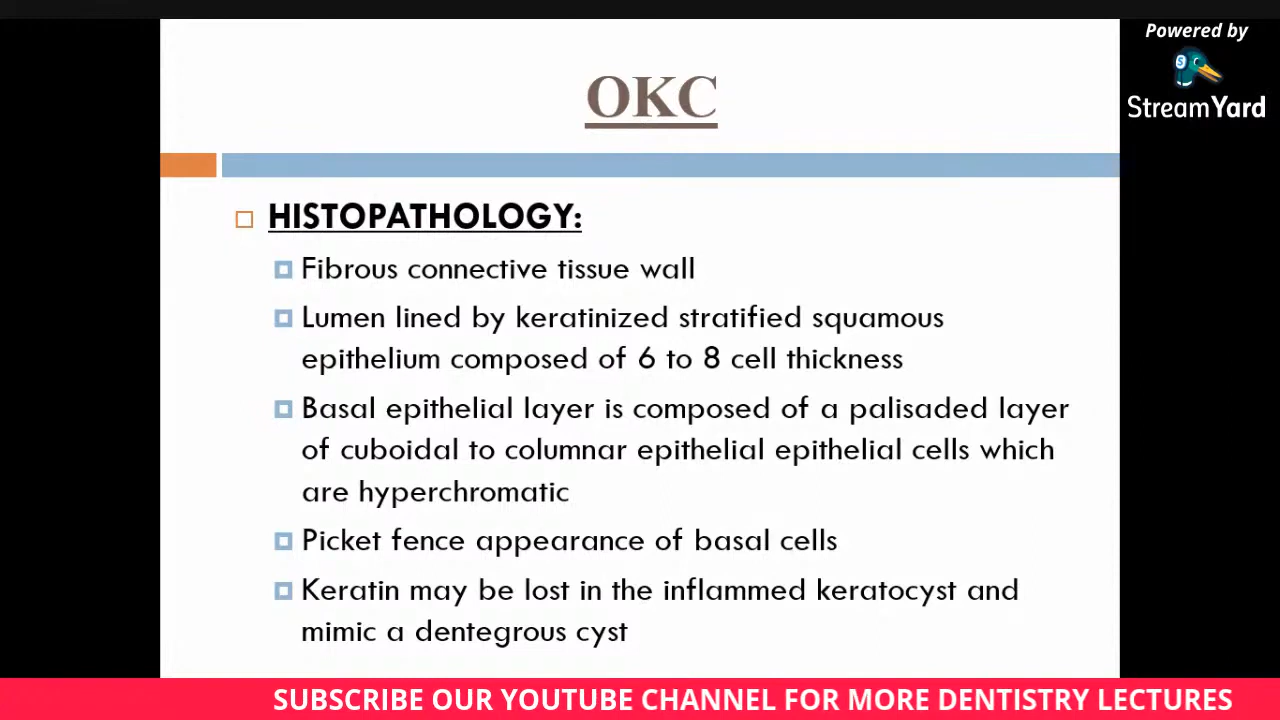 Powered by
StreamYard
OKC
HISTOPATHOLOGY:
Fibrous connective tissue wall
Lumen lined by keratinized stratified squamous
epithelium composed of 6 to 8 cell thickness
Basal epithelial layer is composed of a palisaded layer
of cuboidal to columnar epithelial epithelial cells which
are hyperchromatic
Picket fence appearance of basal cells
Keratin may be lost in the inflammed keratocyst and
mimic a dentegrous cyst
SUBSCRIBE OUR YOUTUBE CHANNEL FOR MORE DENTISTRY LECTURES